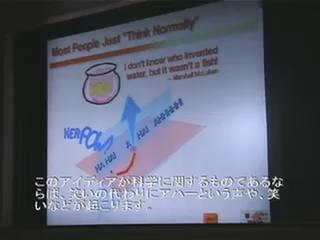 Most People Just "Think Normally"
I don't know who invented
water, but it wasn't a fish!
— Marshall McLuhan
KERPOW
HA HA! A HA! AHHHHHH!
このアイディアが科学に関するものであるな
らば、笑いの代わりにアハーという声や、笑
いなどが起こります。